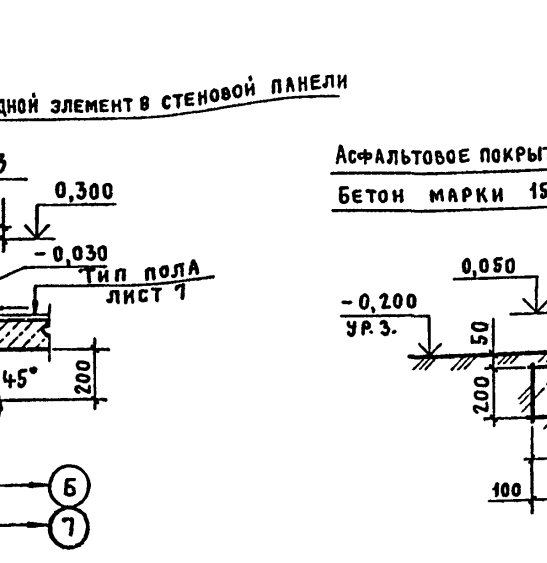 ДНОЙ ЭЛЕМЕНТ В СТЕНОВОЙ ПАНЕЛИ
3
0,300
-0,030
ТИП ПОЛА
ЛИСТ 7
45°
200
Б
7
АСФАЛЬТОВОЕ ПОКРЫТ
БЕТОН МАРКИ 15
0,050
-0,200
УР. З.
50
200
100